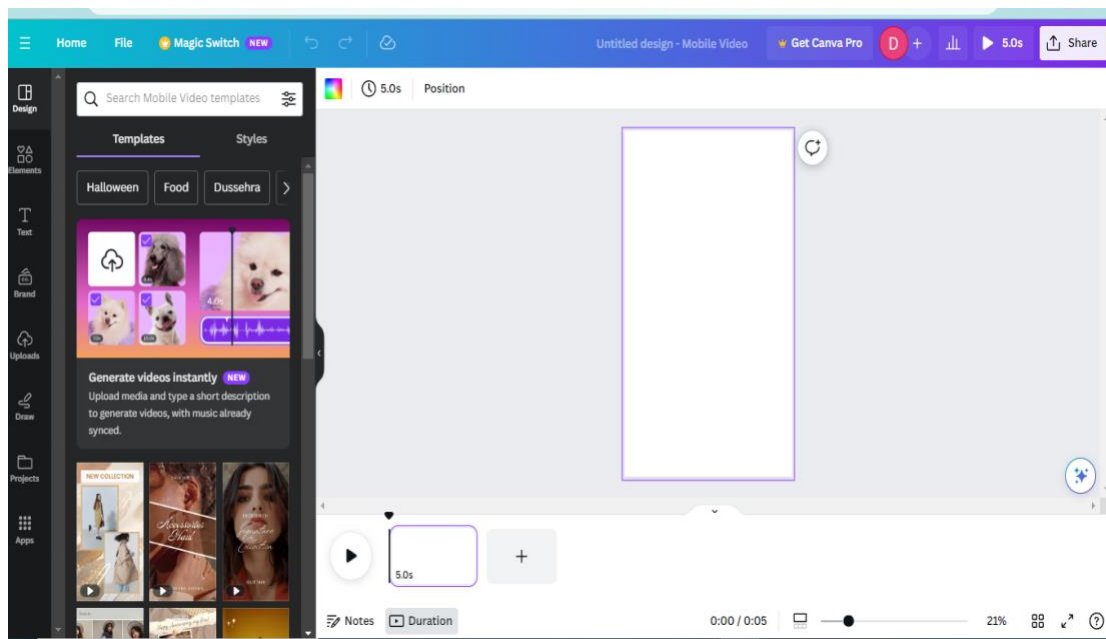 Home File Magic Switch NEW Untitled design - Mobile Video Get Canva Pro D + 5.0s Share
Design
Elements
Text
Brand
Uploads
Draw
Projects
Apps
Search Mobile Video templates
Templates Styles
Halloween Food Dussehra
4.0s
Generate videos instantly NEW
Upload media and type a short description
to generate videos, with music already
synced.
NEW COLLECTION
5.0s Position
5.0s
+
Notes Duration 0:00 / 0:05 21%